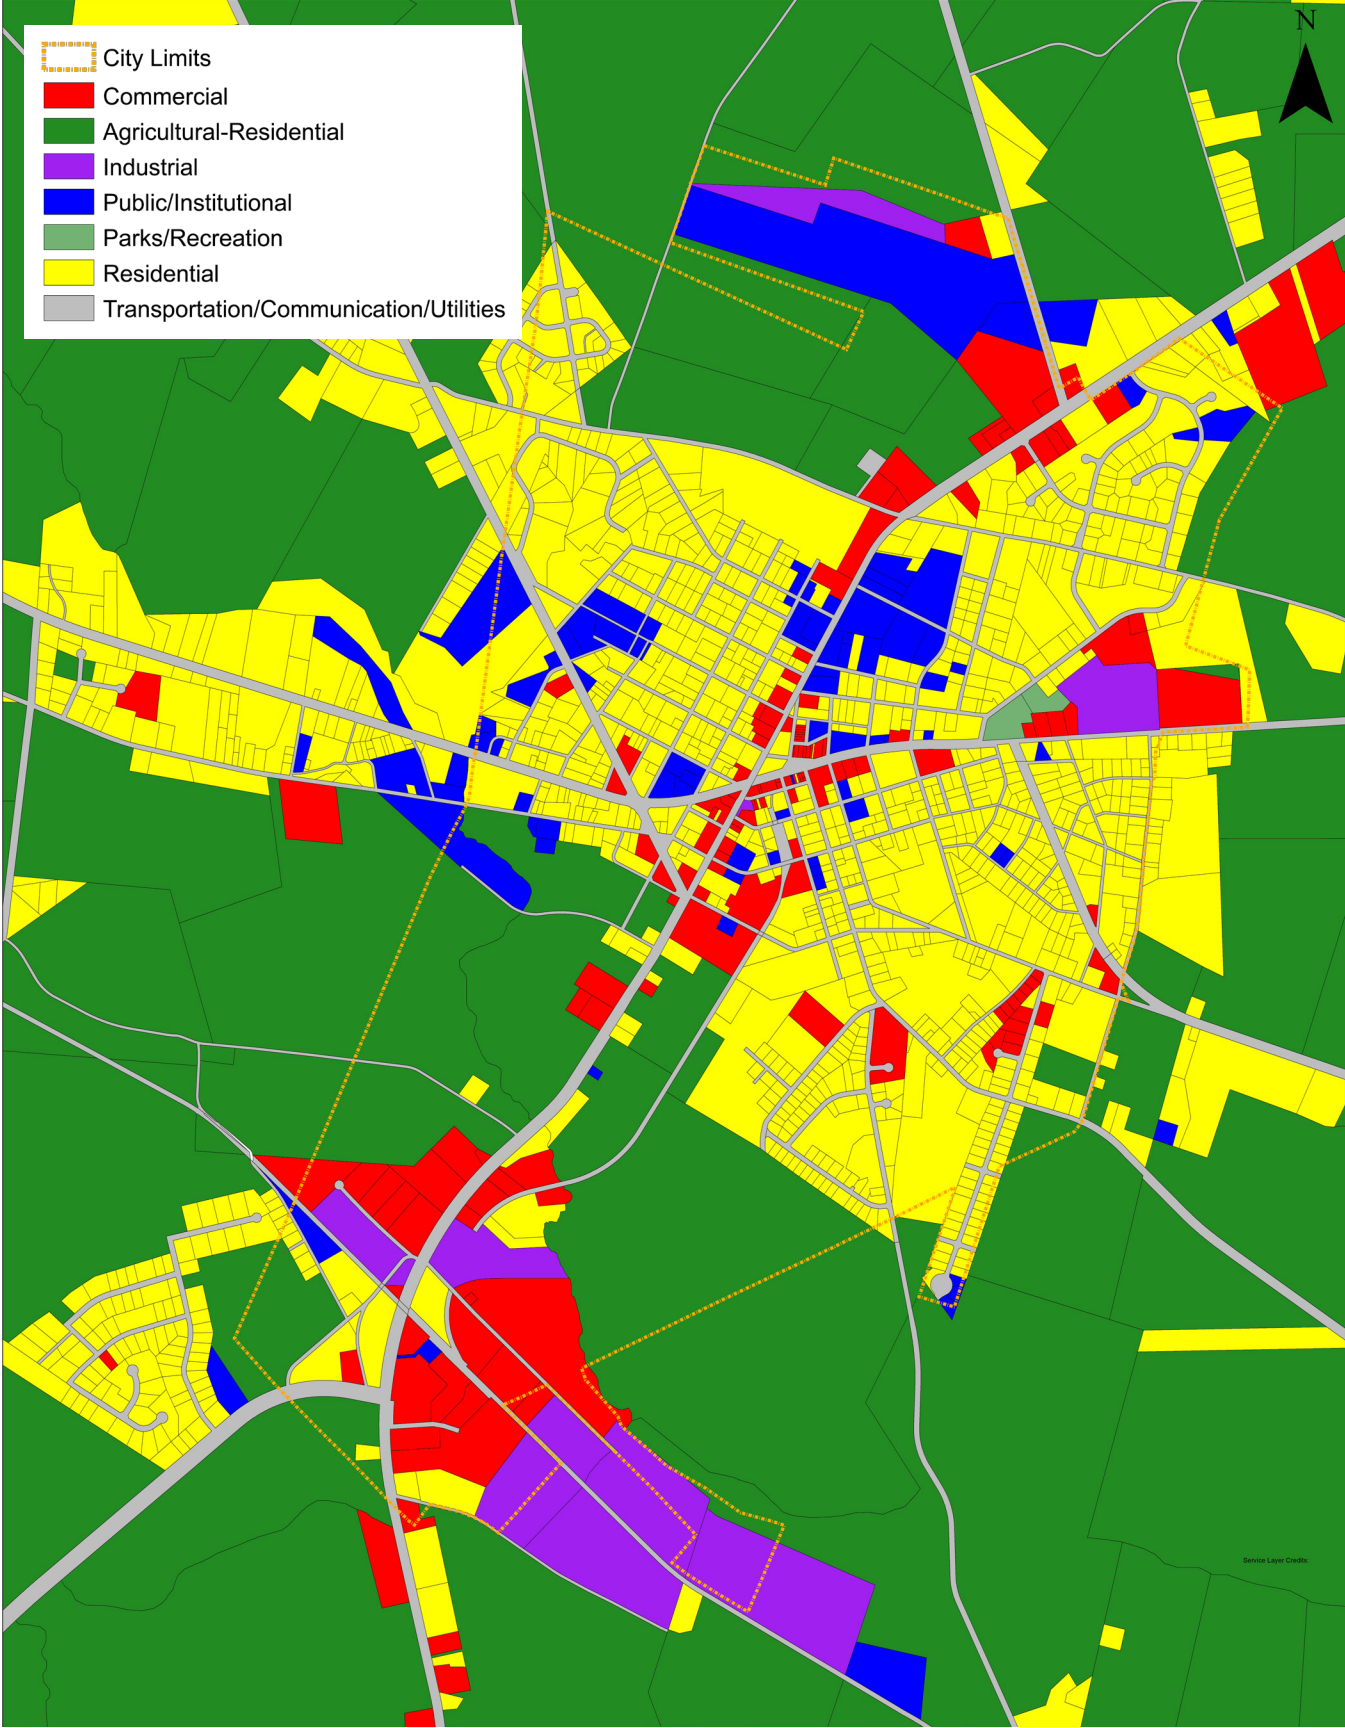 N
City Limits
Commercial
Agricultural-Residential
Industrial
Public/Institutional
Parks/Recreation
Residential
Transportation/Communication/Utilities
Service Layer Credits: